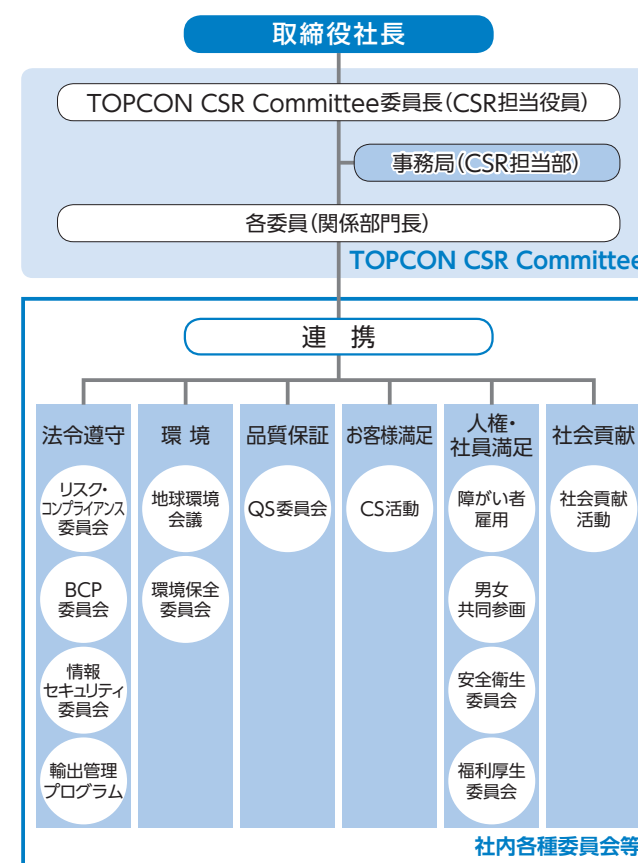 取締役社長
TOPCON CSR Committee委員長(CSR担当役員)
事務局(CSR担当部)
各委員(関係部門長)
TOPCON CSR Committee
連 携
法令遵守
リスク・
コンプライアンス
委員会
BCP
委員会
情報
セキュリティ
委員会
輸出管理
プログラム
環 境
地球環境
会議
環境保全
委員会
品質保証
QS委員会
お客様満足
CS活動
人権・
社員満足
障がい者
雇用
男女
共同参画
安全衛生
委員会
福利厚生
委員会
社会貢献
社会貢献
活動
社内各種委員会等